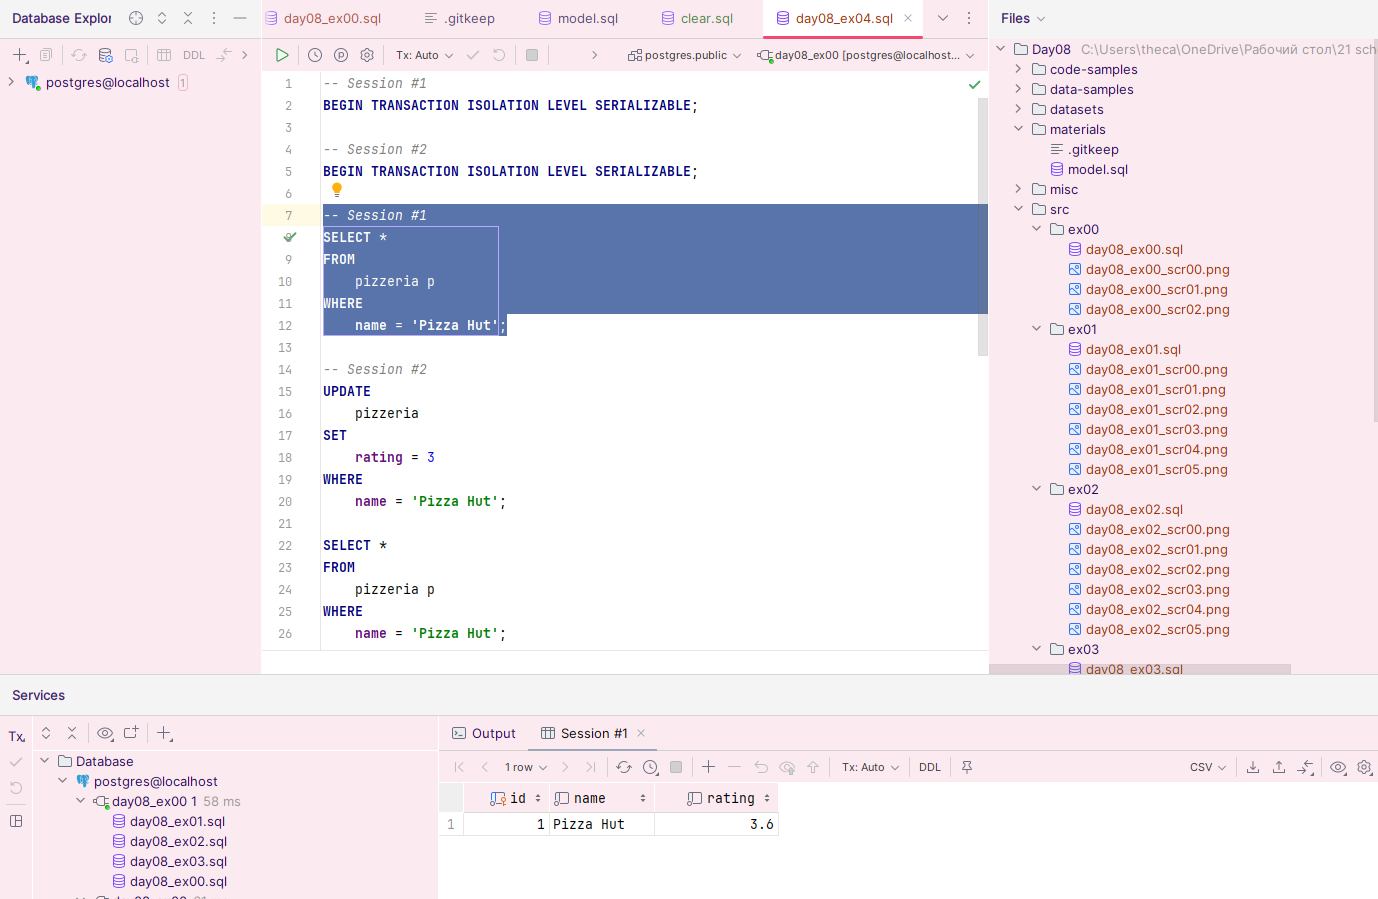 Database Explor
day08_ex00.sql
.gitkeep
model.sql
clear.sql
day08_ex04.sql
Files
DDL
Tx: Auto
postgres.public
day08_ex00 [postgres@localhost...
postgres@localhost 1
1 -- Session #1
2 BEGIN TRANSACTION ISOLATION LEVEL SERIALIZABLE;
3
4 -- Session #2
5 BEGIN TRANSACTION ISOLATION LEVEL SERIALIZABLE;
6
7 -- Session #1
8 SELECT *
9 FROM
10 pizzeria p
11 WHERE
12 name = 'Pizza Hut';
13
14 -- Session #2
15 UPDATE
16 pizzeria
17 SET
18 rating = 3
19 WHERE
20 name = 'Pizza Hut';
21
22 SELECT *
23 FROM
24 pizzeria p
25 WHERE
26 name = 'Pizza Hut';
Day08 C:\Users\theca\OneDrive\Рабочий стол\21 sch
code-samples
data-samples
datasets
materials
.gitkeep
model.sql
misc
src
ex00
day08_ex00.sql
day08_ex00_scr00.png
day08_ex00_scr01.png
day08_ex00_scr02.png
ex01
day08_ex01.sql
day08_ex01_scr00.png
day08_ex01_scr01.png
day08_ex01_scr02.png
day08_ex01_scr03.png
day08_ex01_scr04.png
day08_ex01_scr05.png
ex02
day08_ex02.sql
day08_ex02_scr00.png
day08_ex02_scr01.png
day08_ex02_scr02.png
day08_ex02_scr03.png
day08_ex02_scr04.png
day08_ex02_scr05.png
ex03
day08_ex03.sql
Services
Tx
Database
postgres@localhost
day08_ex00 1 58 ms
day08_ex01.sql
day08_ex02.sql
day08_ex03.sql
day08_ex00.sql
Output
Session #1
1 row
Tx: Auto
DDL
CSV
id name rating
1 1 Pizza Hut 3.6